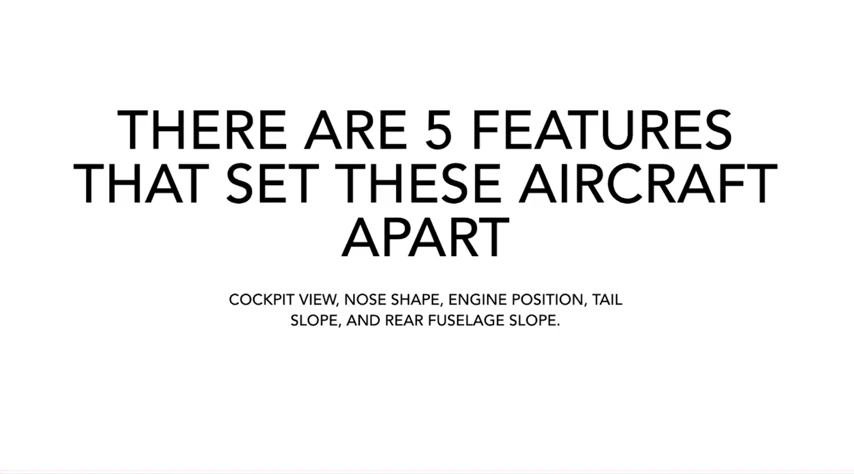 THERE ARE 5 FEATURES
THAT SET THESE AIRCRAFT
APART
COCKPIT VIEW, NOSE SHAPE, ENGINE POSITION, TAIL
SLOPE, AND REAR FUSELAGE SLOPE.